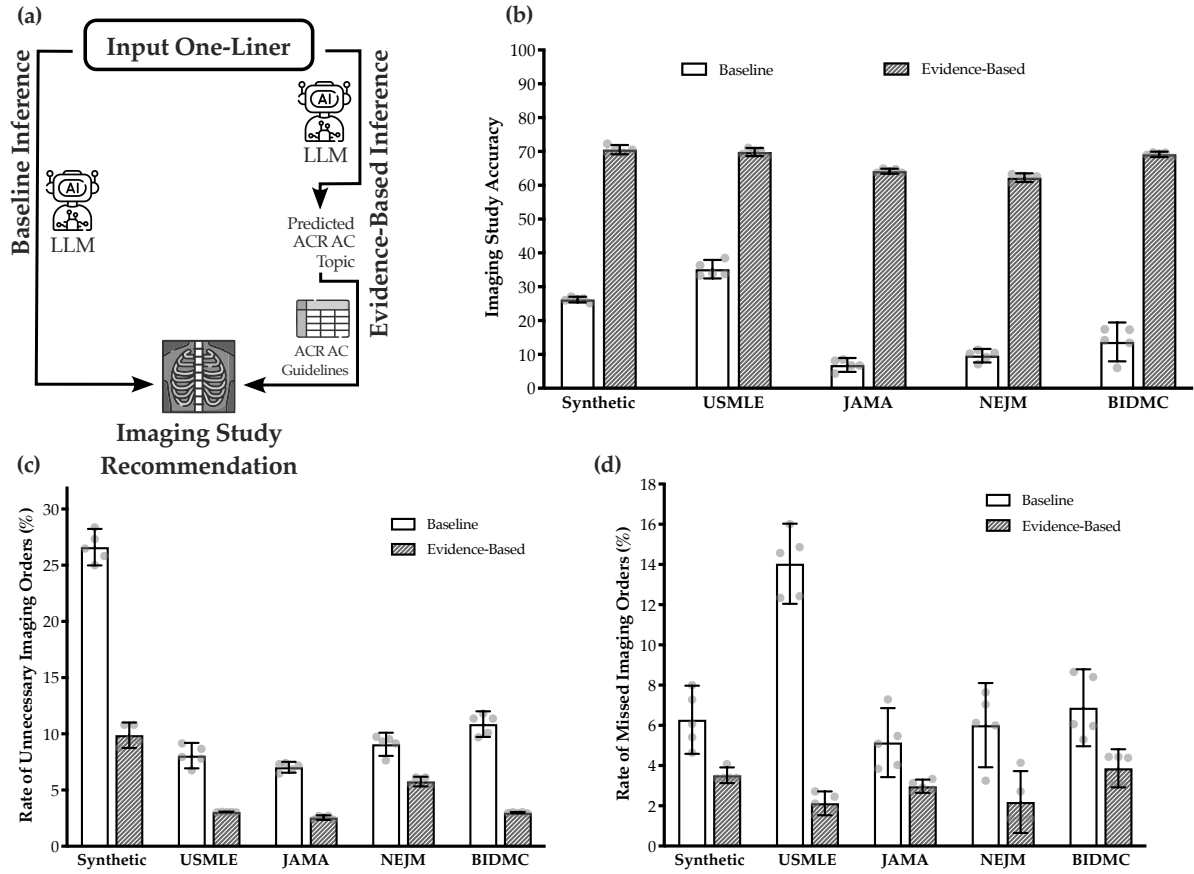 (a)
Input One-Liner
Baseline Inference
Evidence-Based Inference
AI
LLM
AI
LLM
Predicted
ACR AC
Topic
ACR AC
Guidelines
Imaging Study
Recommendation
(b)
Imaging Study Accuracy
100
90
80
70
60
50
40
30
20
10
0
Baseline
Evidence-Based
Synthetic
USMLE
JAMA
NEJM
BIDMC
(c)
Rate of Unnecessary Imaging Orders (%)
30
25
20
15
10
5
0
Baseline
Evidence-Based
Synthetic
USMLE
JAMA
NEJM
BIDMC
(d)
Rate of Missed Imaging Orders (%)
18
16
14
12
10
8
6
4
2
0
Baseline
Evidence-Based
Synthetic
USMLE
JAMA
NEJM
BIDMC